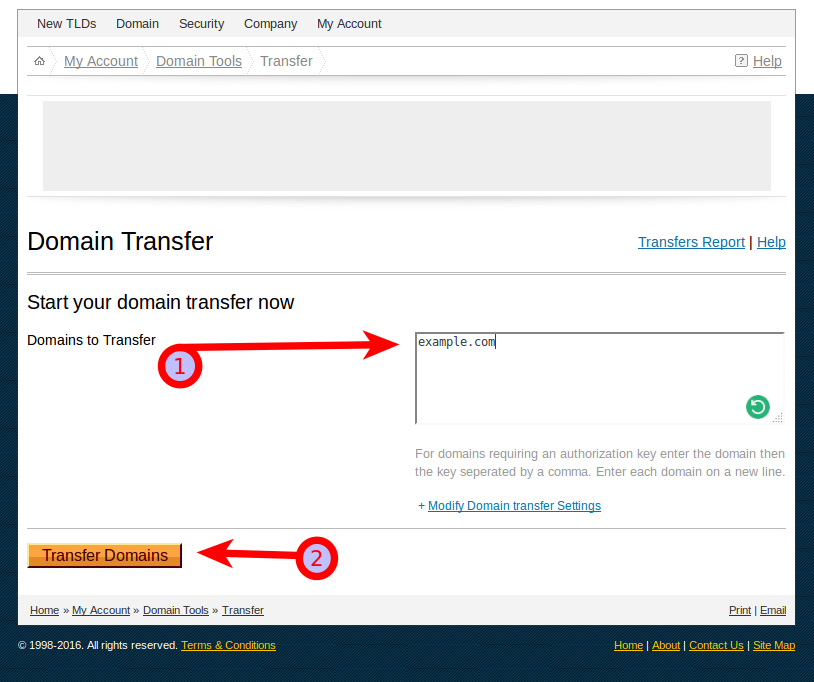 New TLDs Domain Security Company My Account
My Account Domain Tools Transfer ? Help
Domain Transfer Transfers Report | Help
Start your domain transfer now
Domains to Transfer example.com
1
For domains requiring an authorization key enter the domain then
the key seperated by a comma. Enter each domain on a new line.
+ Modify Domain transfer Settings
Transfer Domains 2
Home » My Account » Domain Tools » Transfer Print | Email
© 1998-2016. All rights reserved. Terms & Conditions Home | About | Contact Us | Site Map